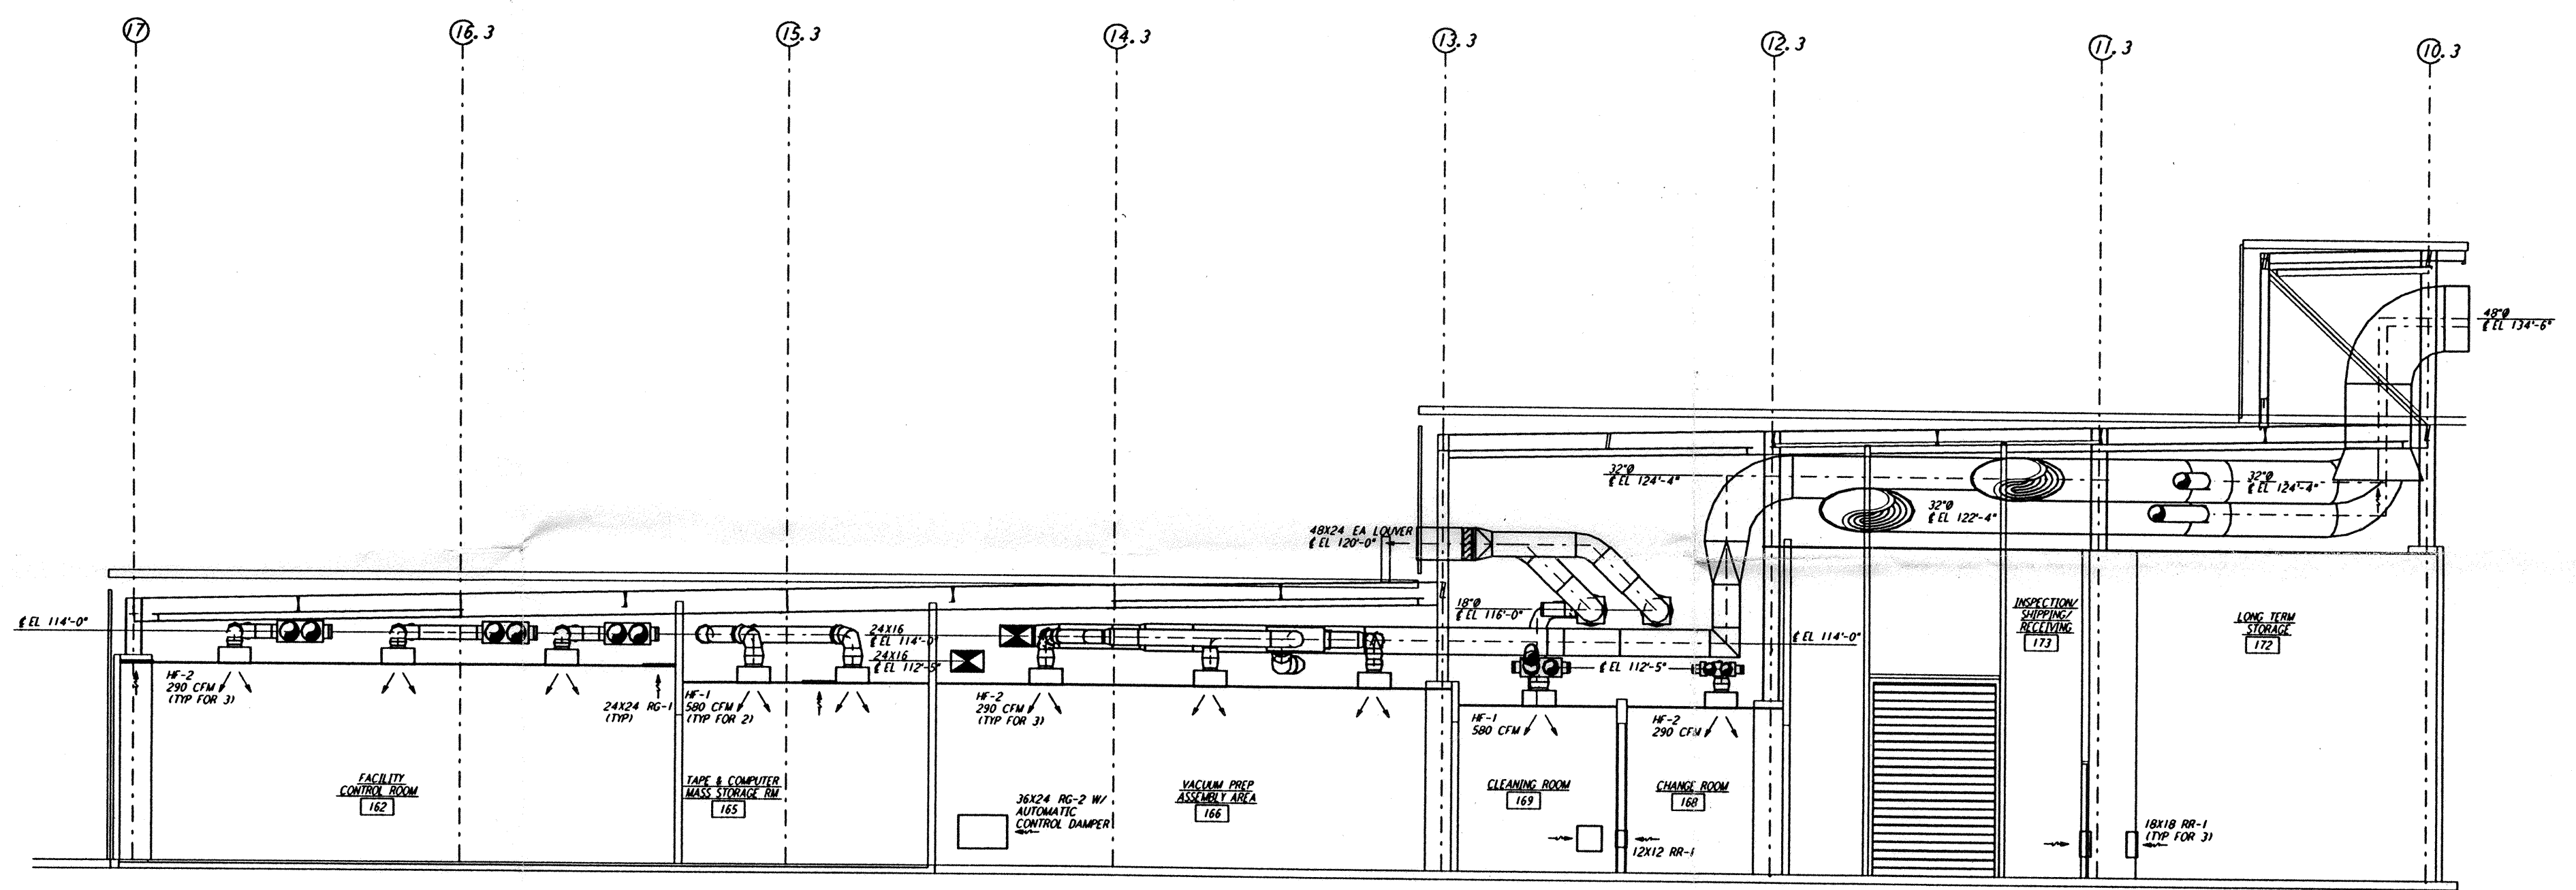 17
16.3
15.3
14.3
13.3
12.3
11.3
10.3
48"Ø
℄ EL 134'-6"
32"Ø
℄ EL 124'-4"
32"Ø
℄ EL 124'-4"
32"Ø
℄ EL 122'-4"
48X24 EA LOUVER
℄ EL 120'-0"
18"Ø
℄ EL 116'-0"
℄ EL 114'-0"
24X16
℄ EL 114'-0"
24X16
℄ EL 112'-5"
℄ EL 114'-0"
℄ EL 112'-5"
HF-2
290 CFM
(TYP FOR 3)
24X24 RG-1
(TYP)
HF-1
580 CFM
(TYP FOR 2)
HF-2
290 CFM
(TYP FOR 3)
HF-1
580 CFM
HF-2
290 CFM
INSPECTION/
SHIPPING/
RECEIVING
173
LONG TERM
STORAGE
172
FACILITY
CONTROL ROOM
162
TAPE & COMPUTER
MASS STORAGE RM
165
36X24 RG-2 W/
AUTOMATIC
CONTROL DAMPER
VACUUM PREP
ASSEMBLY AREA
166
CLEANING ROOM
169
CHANGE ROOM
168
12X12 RR-1
18X18 RR-1
(TYP FOR 3)